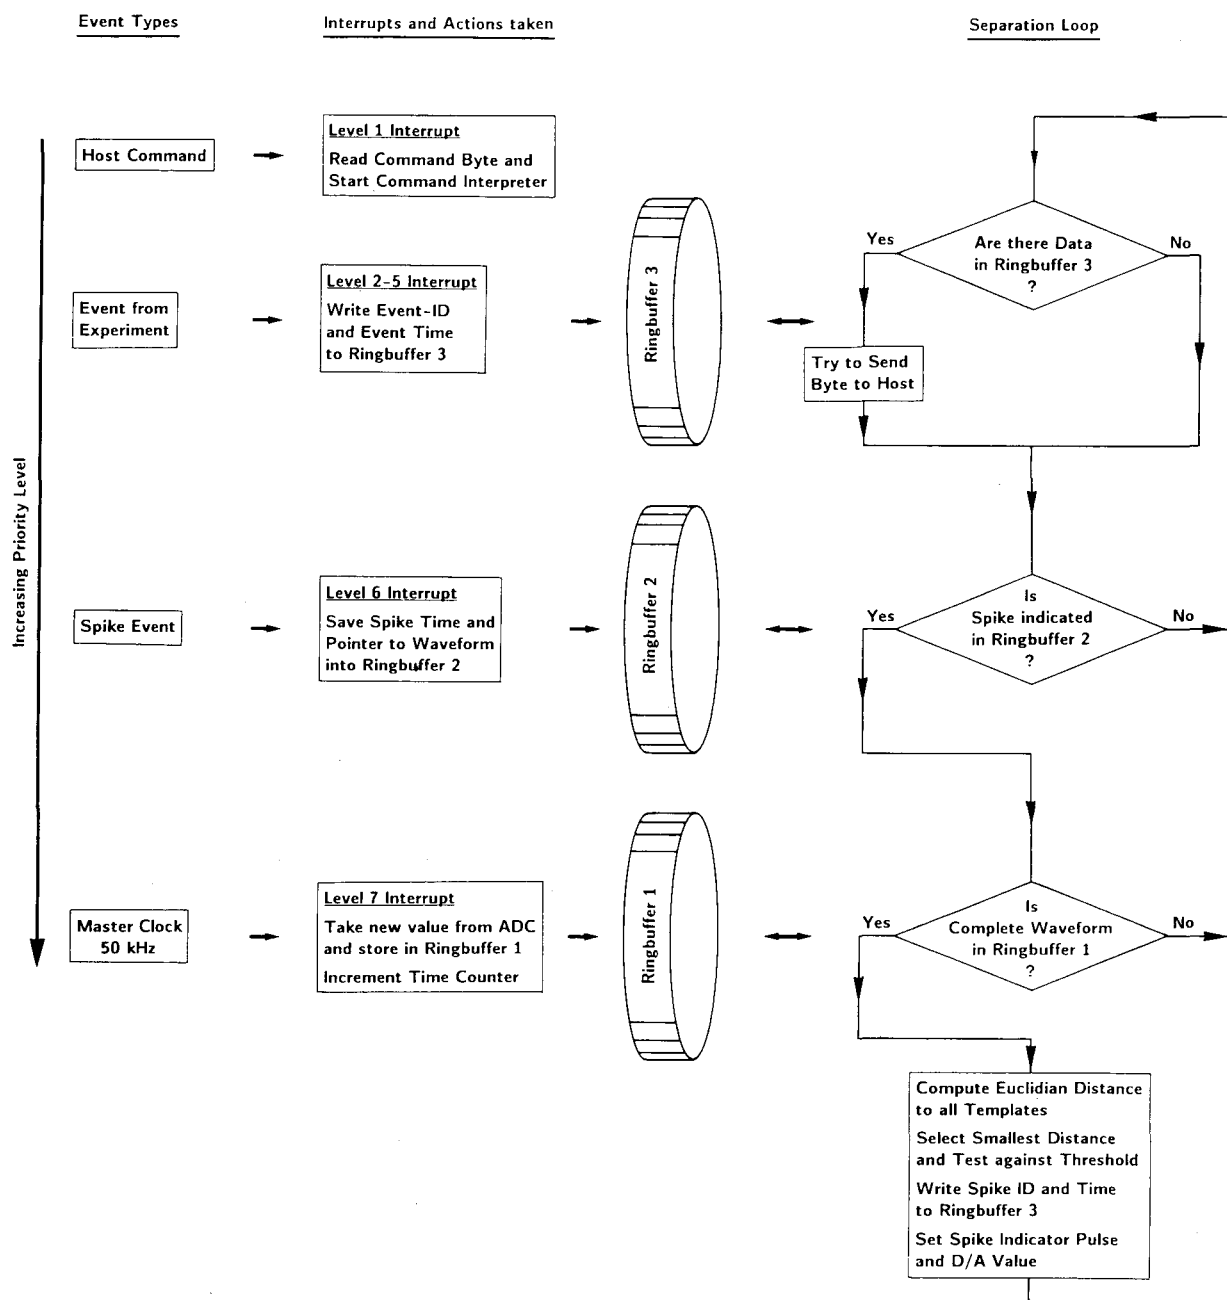 Event Types
Interrupts and Actions taken
Separation Loop
Increasing Priority Level
Host Command
Level 1 Interrupt
Read Command Byte and
Start Command Interpreter
Event from
Experiment
Level 2-5 Interrupt
Write Event-ID
and Event Time
to Ringbuffer 3
Ringbuffer 3
Yes
Are there Data
in Ringbuffer 3
?
No
Try to Send
Byte to Host
Spike Event
Level 6 Interrupt
Save Spike Time and
Pointer to Waveform
into Ringbuffer 2
Ringbuffer 2
Yes
Is
Spike indicated
in Ringbuffer 2
?
No
Master Clock
50 kHz
Level 7 Interrupt
Take new value from ADC
and store in Ringbuffer 1
Increment Time Counter
Ringbuffer 1
Yes
Is
Complete Waveform
in Ringbuffer 1
?
No
Compute Euclidian Distance
to all Templates
Select Smallest Distance
and Test against Threshold
Write Spike ID and Time
to Ringbuffer 3
Set Spike Indicator Pulse
and D/A Value